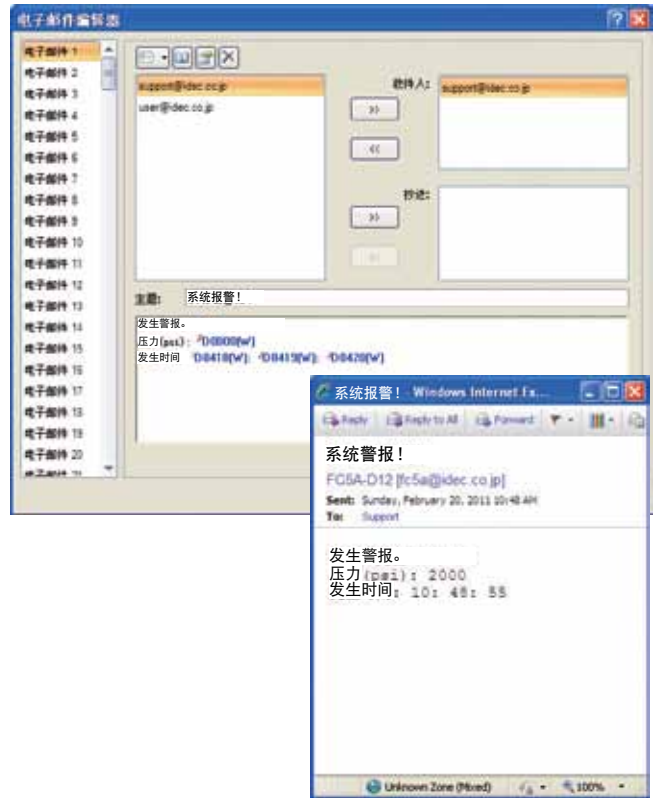 电子邮件编辑器
电子邮件 1
电子邮件 2
电子邮件 3
电子邮件 4
电子邮件 5
电子邮件 6
电子邮件 7
电子邮件 8
电子邮件 9
电子邮件 10
电子邮件 11
电子邮件 12
电子邮件 13
电子邮件 14
电子邮件 15
电子邮件 16
电子邮件 17
电子邮件 18
电子邮件 19
电子邮件 20
电子邮件 21
support@idec.co.jp
user@idec.co.jp
收件人:
>>
<<
support@idec.co.jp
抄送:
>>
<<
主题: 系统报警!
发生警报。
压力(psi): *D0800(W)
发生时间 *D8418(W): *D8419(W): *D8420(W)
系统报警! - Windows Internet Ex...
Reply Reply to All Forward
系统警报!
FC5A-D12 [fc5a@idec.co.jp]
Sent: Sunday, February 20, 2011 10:48 AM
To: Support
发生警报。
压力(psi): 2000
发生时间: 10: 48: 55
Unknown Zone (Mixed) 100%